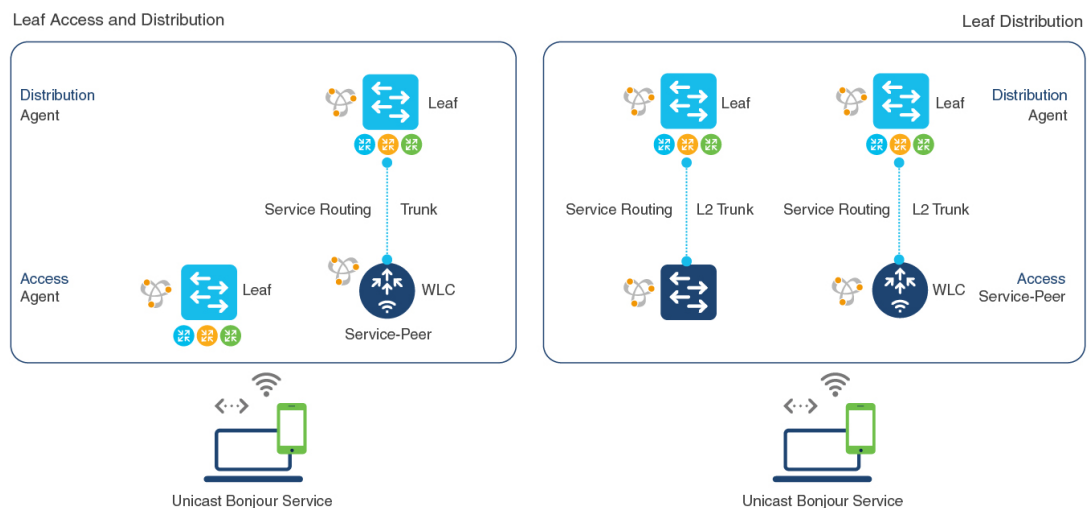 Leaf Access and Distribution
Distribution
Agent
Leaf
Service Routing
Trunk
Access
Agent
Leaf
WLC
Service-Peer
Unicast Bonjour Service
Leaf Distribution
Leaf
Leaf
Distribution
Agent
Service Routing
L2 Trunk
Service Routing
L2 Trunk
WLC
Access
Service-Peer
Unicast Bonjour Service